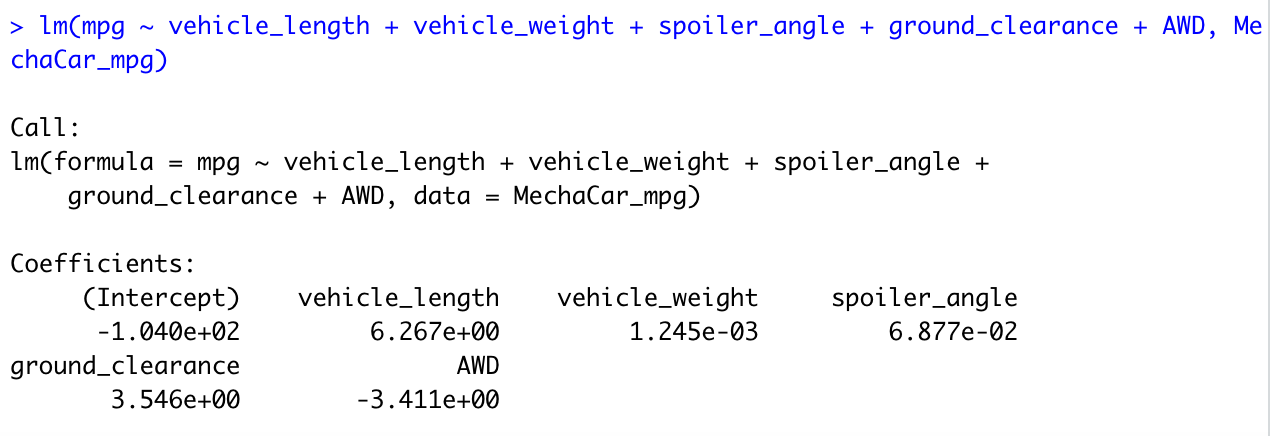 > lm(mpg ~ vehicle_length + vehicle_weight + spoiler_angle + ground_clearance + AWD, Me
chaCar_mpg)
Call:
lm(formula = mpg ~ vehicle_length + vehicle_weight + spoiler_angle +
    ground_clearance + AWD, data = MechaCar_mpg)
Coefficients:
     (Intercept)    vehicle_length    vehicle_weight     spoiler_angle
      -1.040e+02         6.267e+00         1.245e-03         6.877e-02
ground_clearance               AWD
       3.546e+00        -3.411e+00